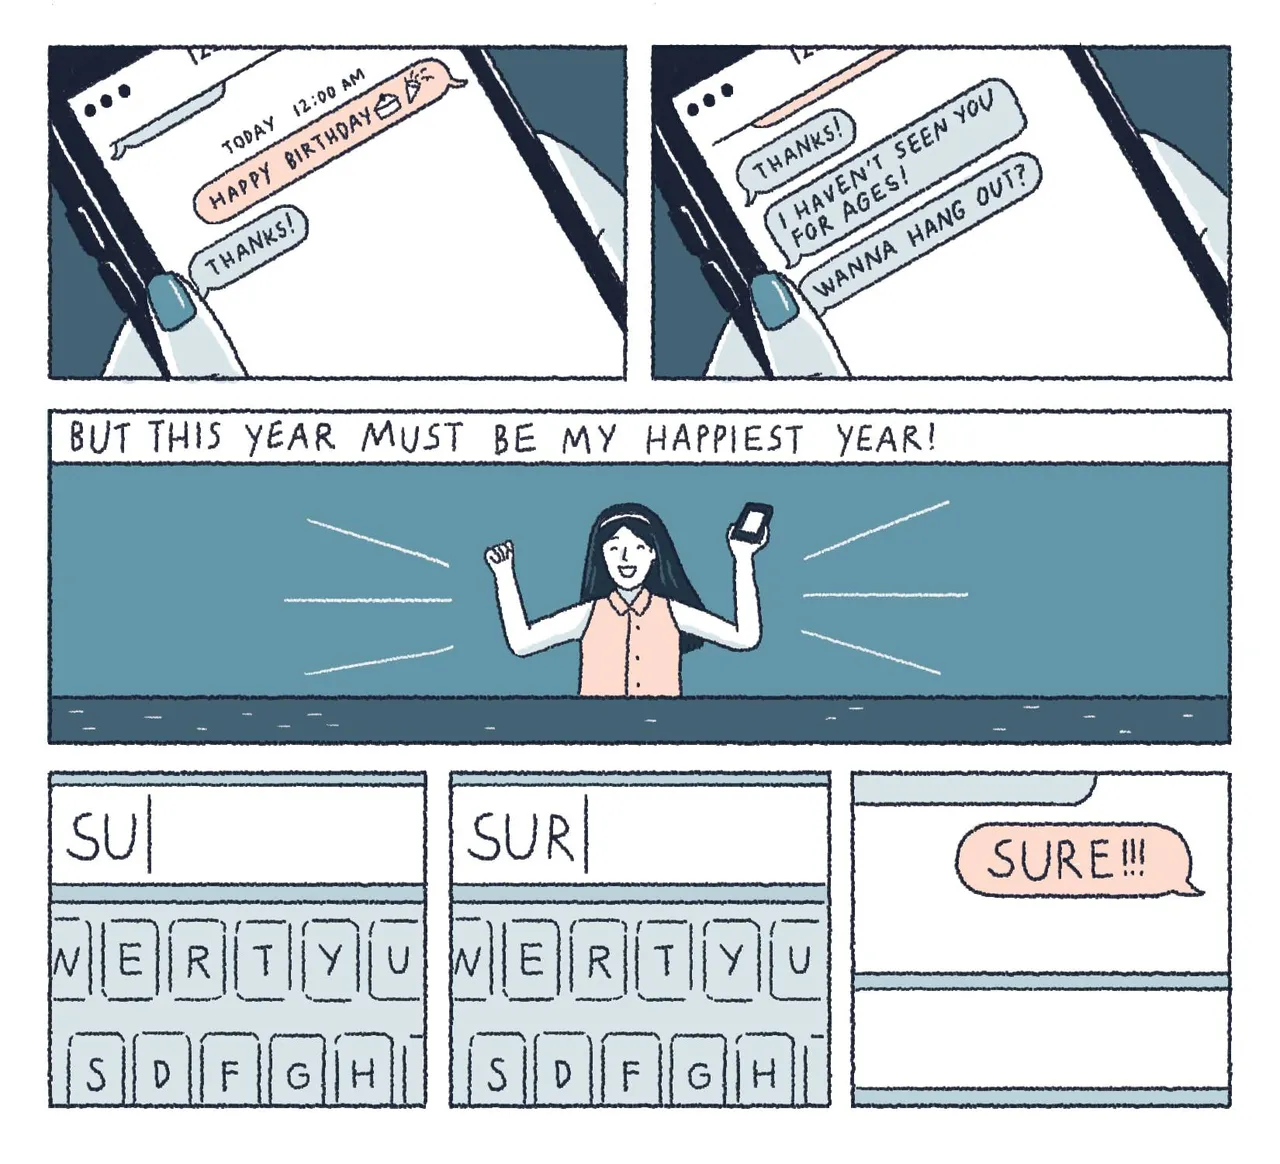 TODAY 12:00 AM
HAPPY BIRTHDAY
THANKS!
THANKS!
I HAVEN'T SEEN YOU
FOR AGES!
WANNA HANG OUT?
BUT THIS YEAR MUST BE MY HAPPIEST YEAR!
SU
W E R T Y U
S D F G H
SUR
W E R T Y U
S D F G H
SURE!!!